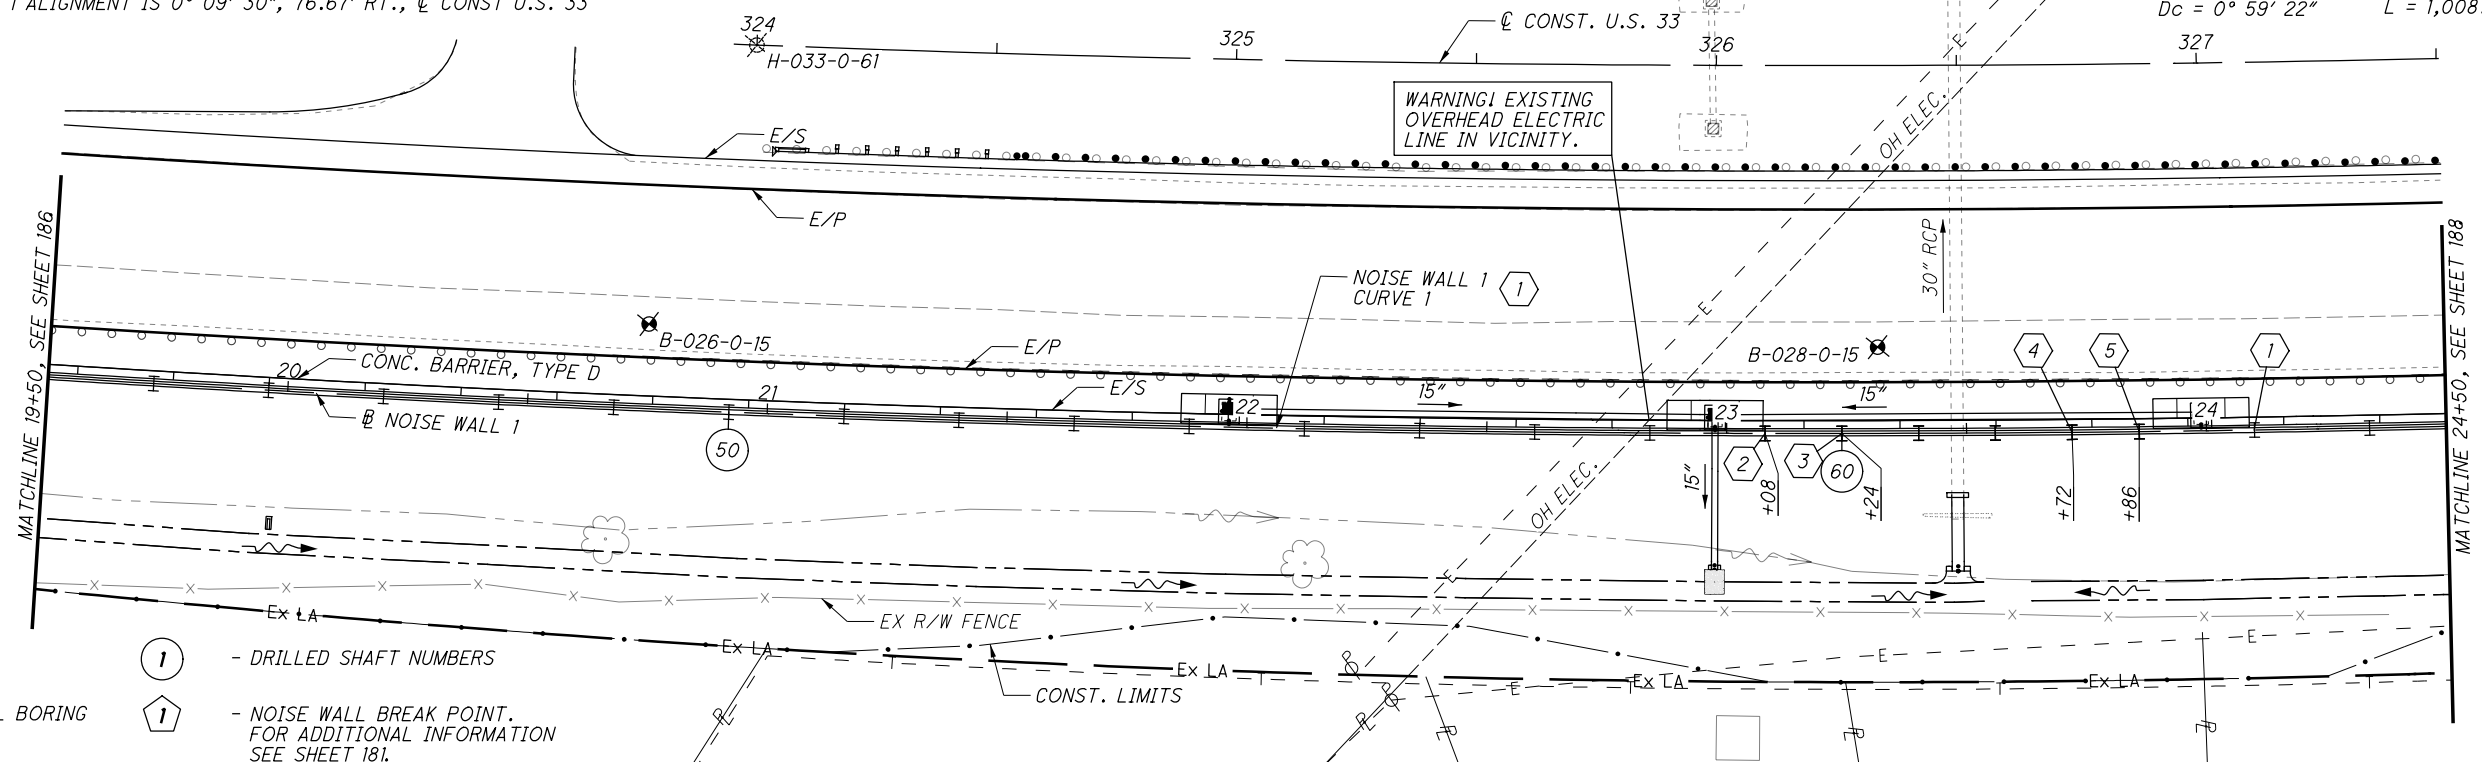 T ALIGNMENT IS 0° 09' 30", 76.67' RT., ℄ CONST U.S. 33
Dc = 0° 59' 22"
L = 1,008.
324
325
℄ CONST. U.S. 33
326
327
H-033-0-61
E
WARNING! EXISTING
OVERHEAD ELECTRIC
LINE IN VICINITY.
OH ELEC.
E/S
E/P
MATCHLINE 19+50, SEE SHEET 186
MATCHLINE 24+50, SEE SHEET 188
30" RCP
NOISE WALL 1
CURVE 1
1
E
B-026-0-15
E/P
B-028-0-15
4
5
1
CONC. BARRIER, TYPE D
20
21
E/S
15"
15"
22
23
24
NOISE WALL 1
50
2
3
60
15"
+08
+24
+72
+86
OH ELEC.
E
Ex LA
EX R/W FENCE
Ex LA
Ex LA
Ex LA
Ex LA
E
E
E
CONST. LIMITS
1
- DRILLED SHAFT NUMBERS
L BORING
1
- NOISE WALL BREAK POINT.
FOR ADDITIONAL INFORMATION
SEE SHEET 181.